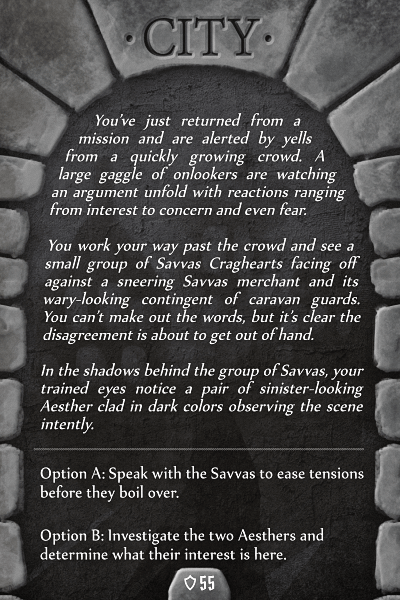 · CITY ·
You've just returned from a
mission and are alerted by yells
from a quickly growing crowd. A
large gaggle of onlookers are watching
an argument unfold with reactions ranging
from interest to concern and even fear.
You work your way past the crowd and see a
small group of Savvas Craghearts facing off
against a sneering Savvas merchant and its
wary-looking contingent of caravan guards.
You can't make out the words, but it's clear the
disagreement is about to get out of hand.
In the shadows behind the group of Savvas, your
trained eyes notice a pair of sinister-looking
Aesther clad in dark colors observing the scene
intently.
Option A: Speak with the Savvas to ease tensions
before they boil over.
Option B: Investigate the two Aesthers and
determine what their interest is here.
55